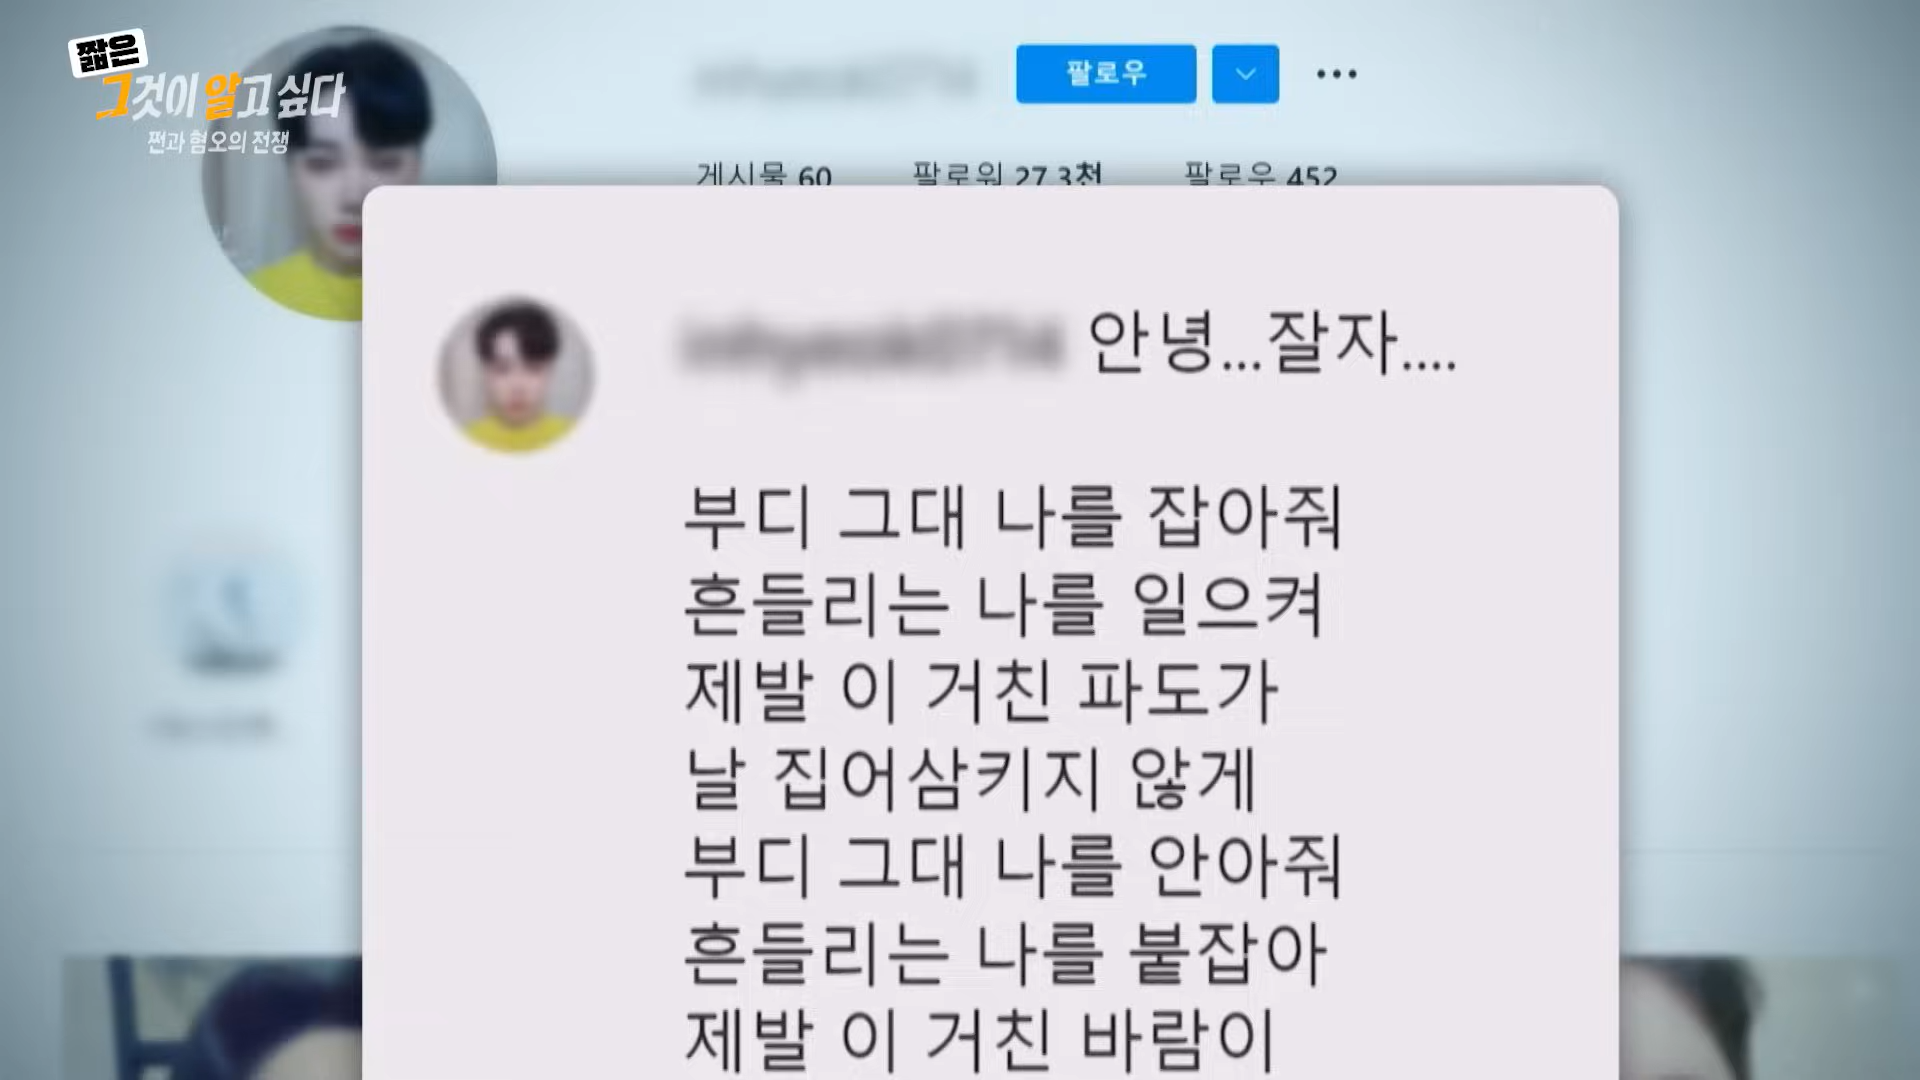 짧은
그것이 알고 싶다
쩐과 혐오의 전쟁
팔로우
게시물 60 팔로워 27.3천 팔로우 452
안녕...잘자....
부디 그대 나를 잡아줘
흔들리는 나를 일으켜
제발 이 거친 파도가
날 집어삼키지 않게
부디 그대 나를 안아줘
흔들리는 나를 붙잡아
제발 이 거친 바람이